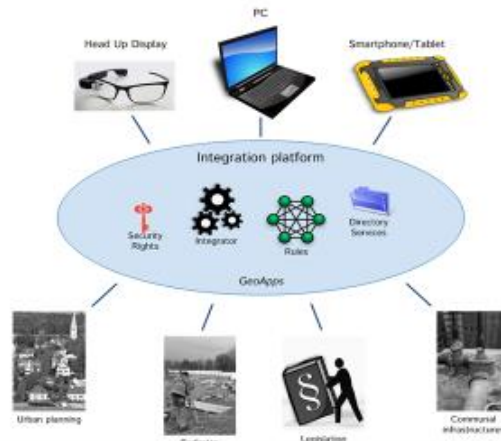 PC
Head Up Display
Smartphone/Tablet
Integration platform
Security
Rights
Integrator
Rules
Directory
Services
GeoApps
§
Urban planning
Legislation
Communal
infrastructures